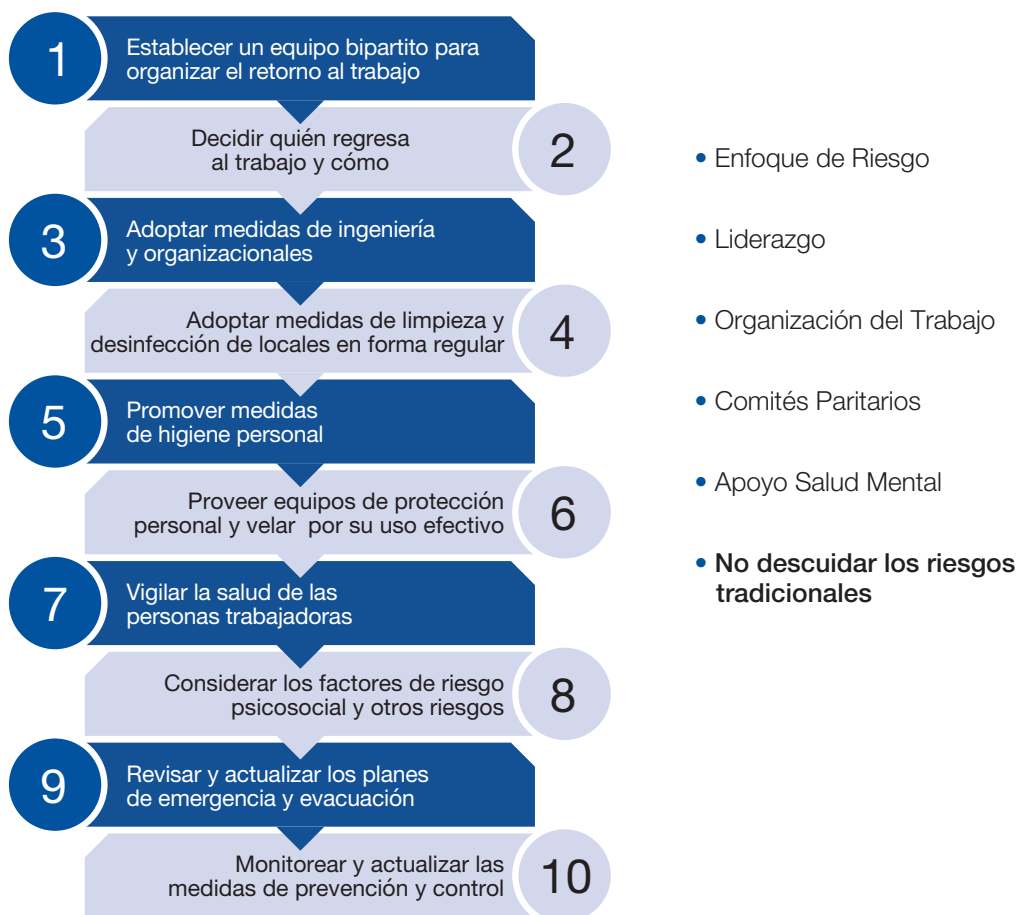 1
Establecer un equipo bipartito para
organizar el retorno al trabajo
Decidir quién regresa
al trabajo y cómo
2
3
Adoptar medidas de ingeniería
y organizacionales
Adoptar medidas de limpieza y
desinfección de locales en forma regular
4
5
Promover medidas
de higiene personal
Proveer equipos de protección
personal y velar por su uso efectivo
6
7
Vigilar la salud de las
personas trabajadoras
Considerar los factores de riesgo
psicosocial y otros riesgos
8
9
Revisar y actualizar los planes
de emergencia y evacuación
Monitorear y actualizar las
medidas de prevención y control
10
• Enfoque de Riesgo
• Liderazgo
• Organización del Trabajo
• Comités Paritarios
• Apoyo Salud Mental
• No descuidar los riesgos
tradicionales